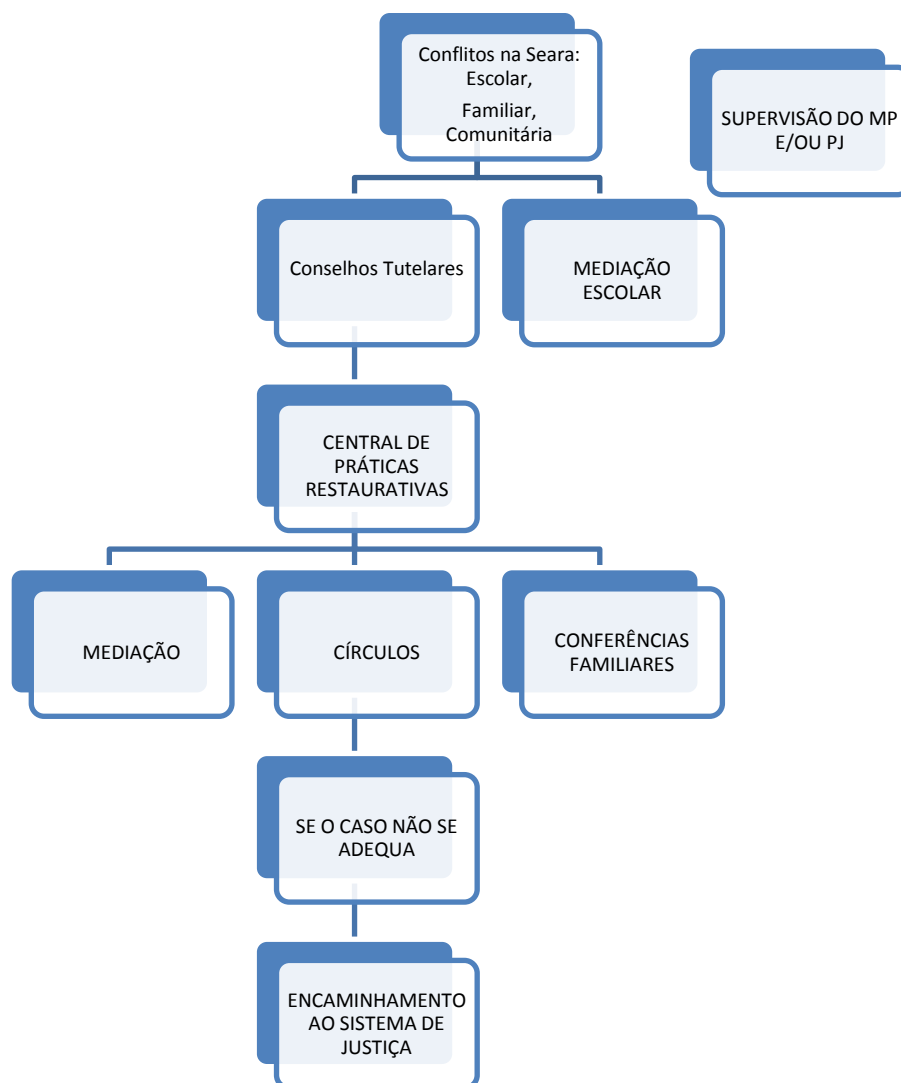 Conflitos na Seara:
Escolar,
Familiar,
Comunitária
SUPERVISÃO DO MP
E/OU PJ
Conselhos Tutelares
MEDIAÇÃO
ESCOLAR
CENTRAL DE
PRÁTICAS
RESTAURATIVAS
MEDIAÇÃO
CÍRCULOS
CONFERÊNCIAS
FAMILIARES
SE O CASO NÃO SE
ADEQUA
ENCAMINHAMENTO
AO SISTEMA DE
JUSTIÇA